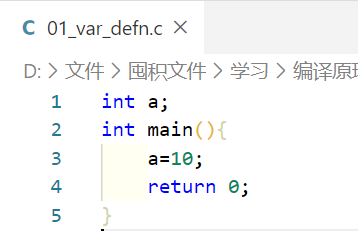 C 01_var_defn.c ×
D: > 文件 > 囤积文件 > 学习 > 编译原理
1 int a;
2 int main(){
3 a=10;
4 return 0;
5 }